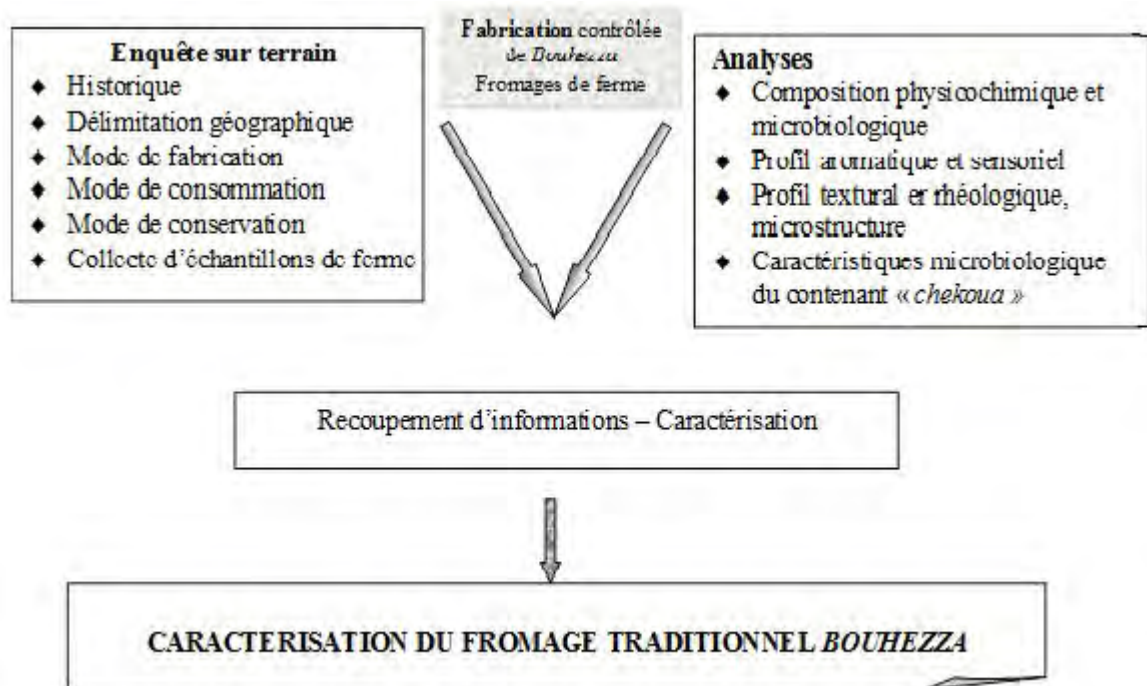 Enquête sur terrain
◆ Historique
◆ Délimitation géographique
◆ Mode de fabrication
◆ Mode de consommation
◆ Mode de conservation
◆ Collecte d'échantillons de ferme
Fabrication contrôlée
de Bouhezza
Fromages de ferme
Analyses
◆ Composition physicochimique et
microbiologique
◆ Profil aromatique et sensoriel
◆ Profil textural er rhéologique,
microstructure
◆ Caractéristiques microbiologique
du contenant « chekoua »
Recoupement d'informations – Caractérisation
CARACTERISATION DU FROMAGE TRADITIONNEL BOUHEZZA